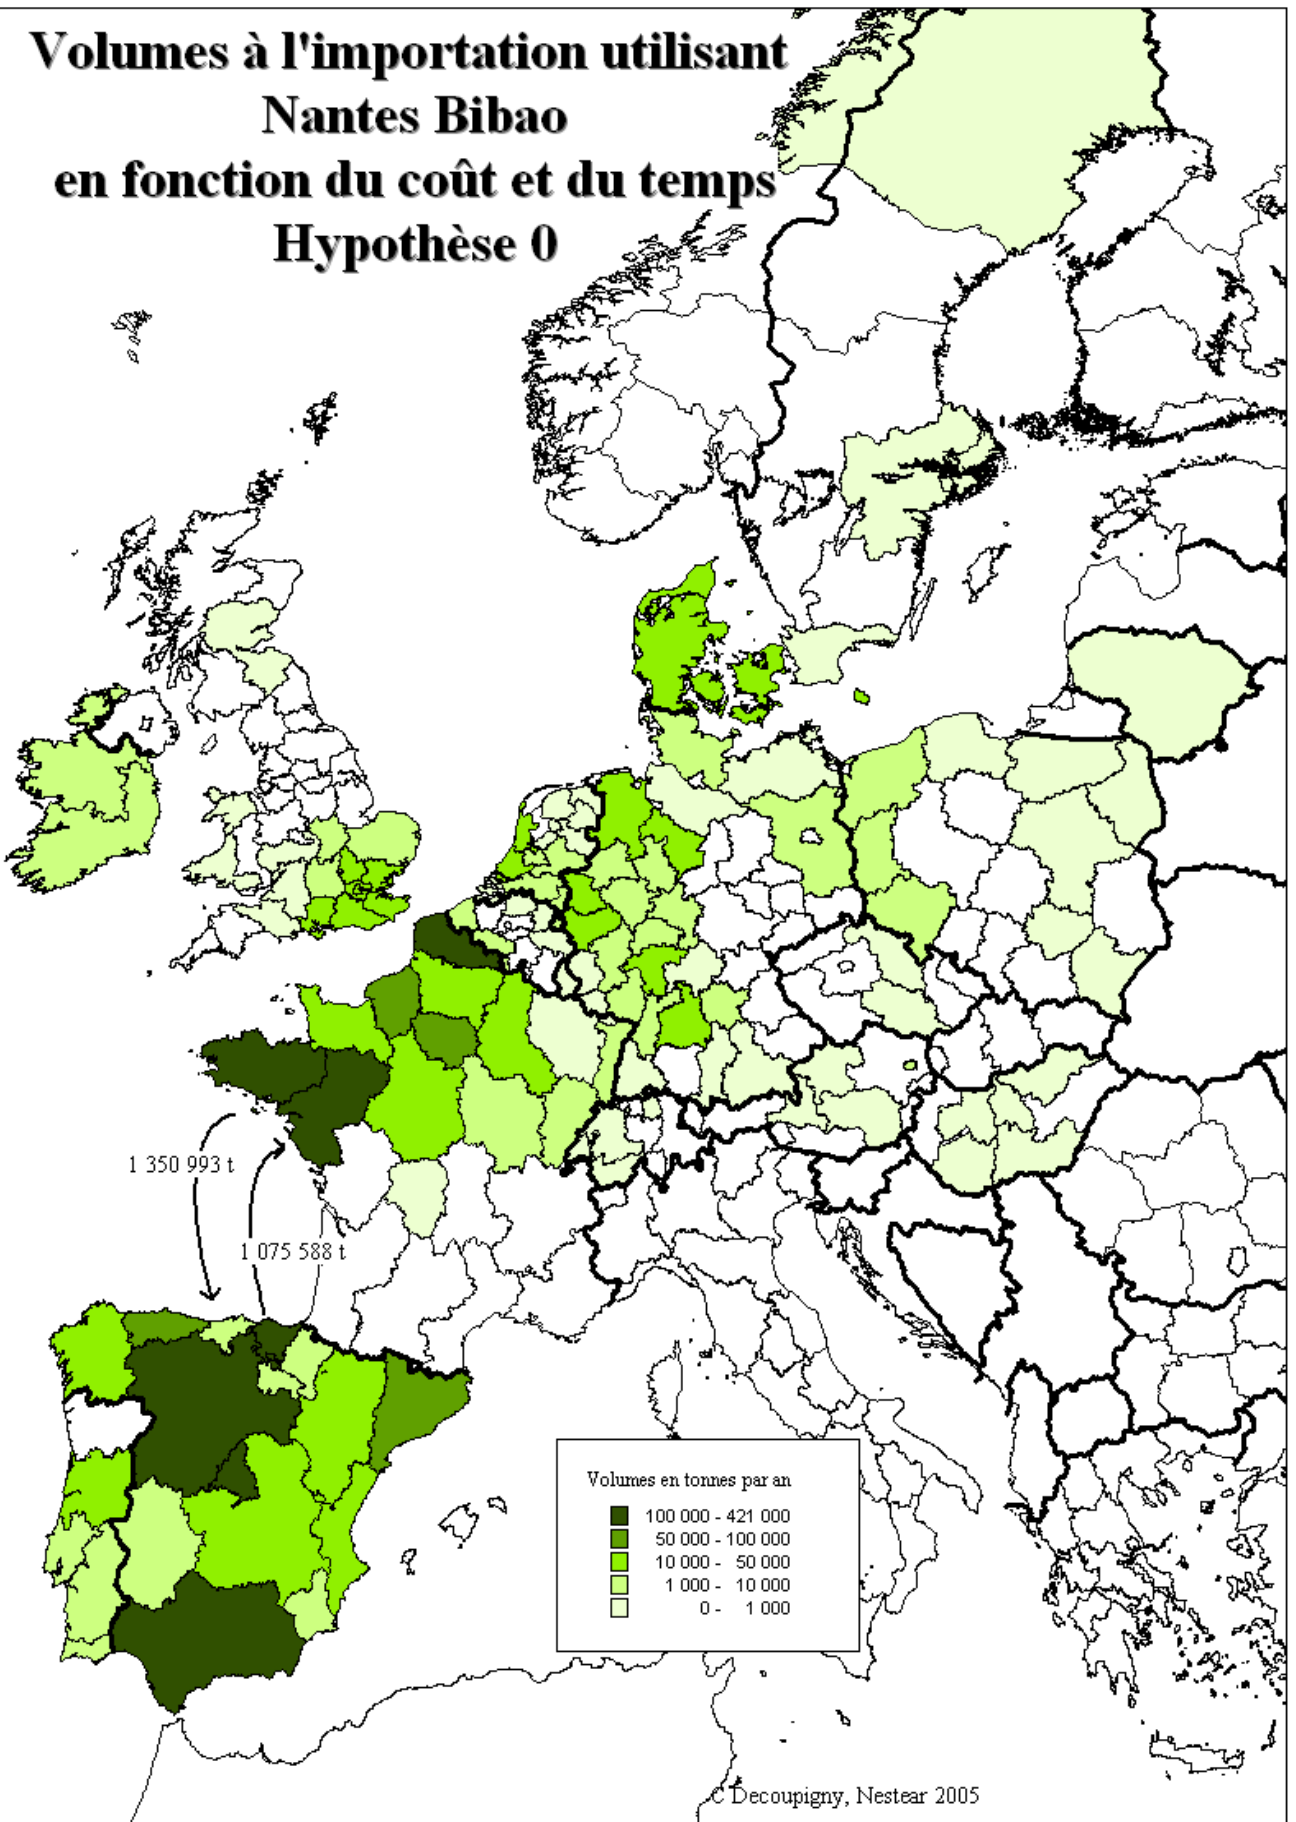 Volumes à l'importation utilisant
Nantes Bibao
en fonction du coût et du temps
Hypothèse 0
1 350 993 t
1 075 588 t
Volumes en tonnes par an
100 000 - 421 000
50 000 - 100 000
10 000 - 50 000
1 000 - 10 000
0 - 1 000
C Decoupigny, Nestear 2005